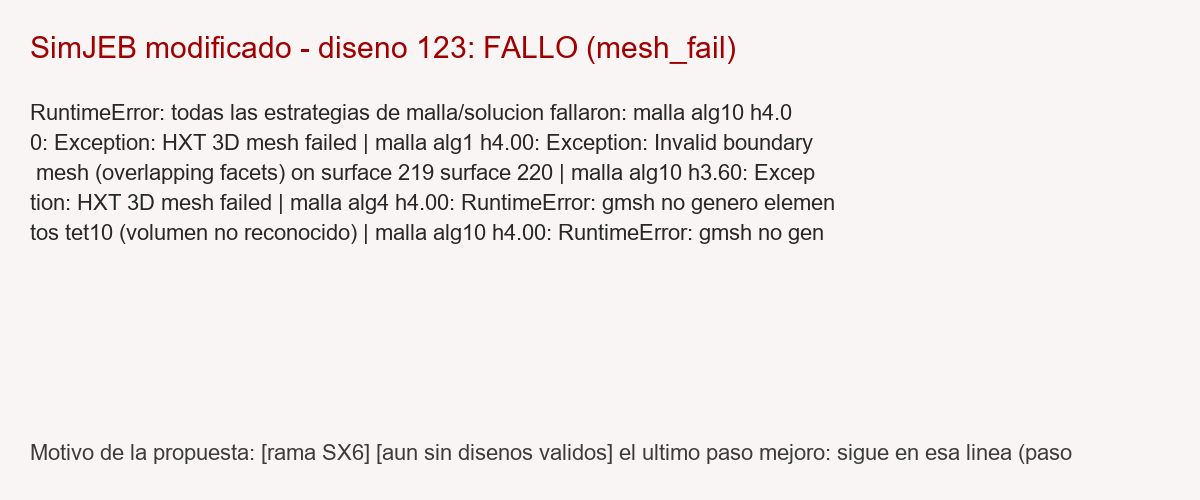 SimJEB modificado - diseno 123: FALLO (mesh_fail)
RuntimeError: todas las estrategias de malla/solucion fallaron: malla alg10 h4.0
0: Exception: HXT 3D mesh failed | malla alg1 h4.00: Exception: Invalid boundary
mesh (overlapping facets) on surface 219 surface 220 | malla alg10 h3.60: Excep
tion: HXT 3D mesh failed | malla alg4 h4.00: RuntimeError: gmsh no genero elemen
tos tet10 (volumen no reconocido) | malla alg10 h4.00: RuntimeError: gmsh no gen
Motivo de la propuesta: [rama SX6] [aun sin disenos validos] el ultimo paso mejoro: sigue en esa linea (paso